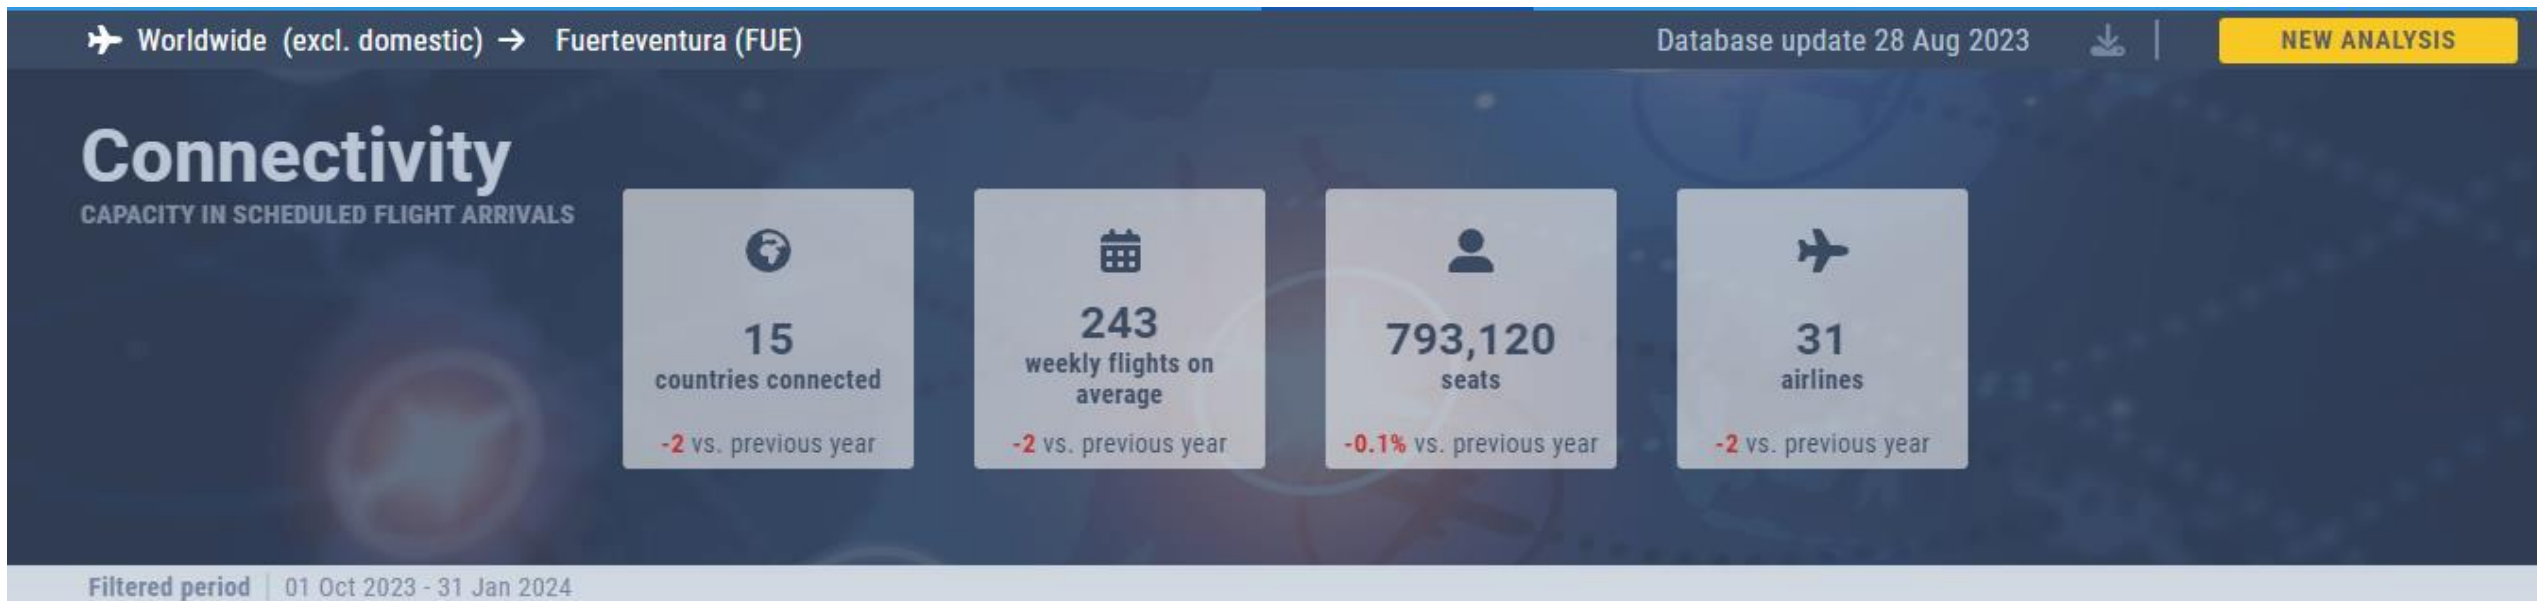 Worldwide (excl. domestic) → Fuerteventura (FUE)
Database update 28 Aug 2023
NEW ANALYSIS
Connectivity
CAPACITY IN SCHEDULED FLIGHT ARRIVALS
15
countries connected
-2 vs. previous year
243
weekly flights on
average
-2 vs. previous year
793,120
seats
-0.1% vs. previous year
31
airlines
-2 vs. previous year
Filtered period | 01 Oct 2023 - 31 Jan 2024